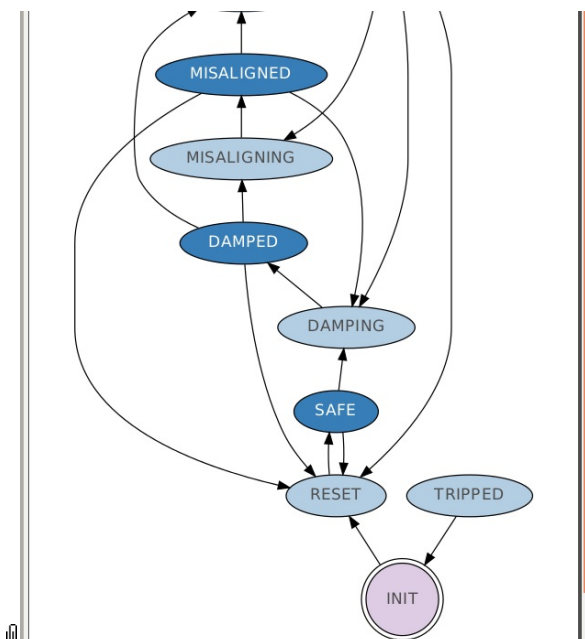 MISALIGNED
MISALIGNING
DAMPED
DAMPING
SAFE
RESET
TRIPPED
INIT